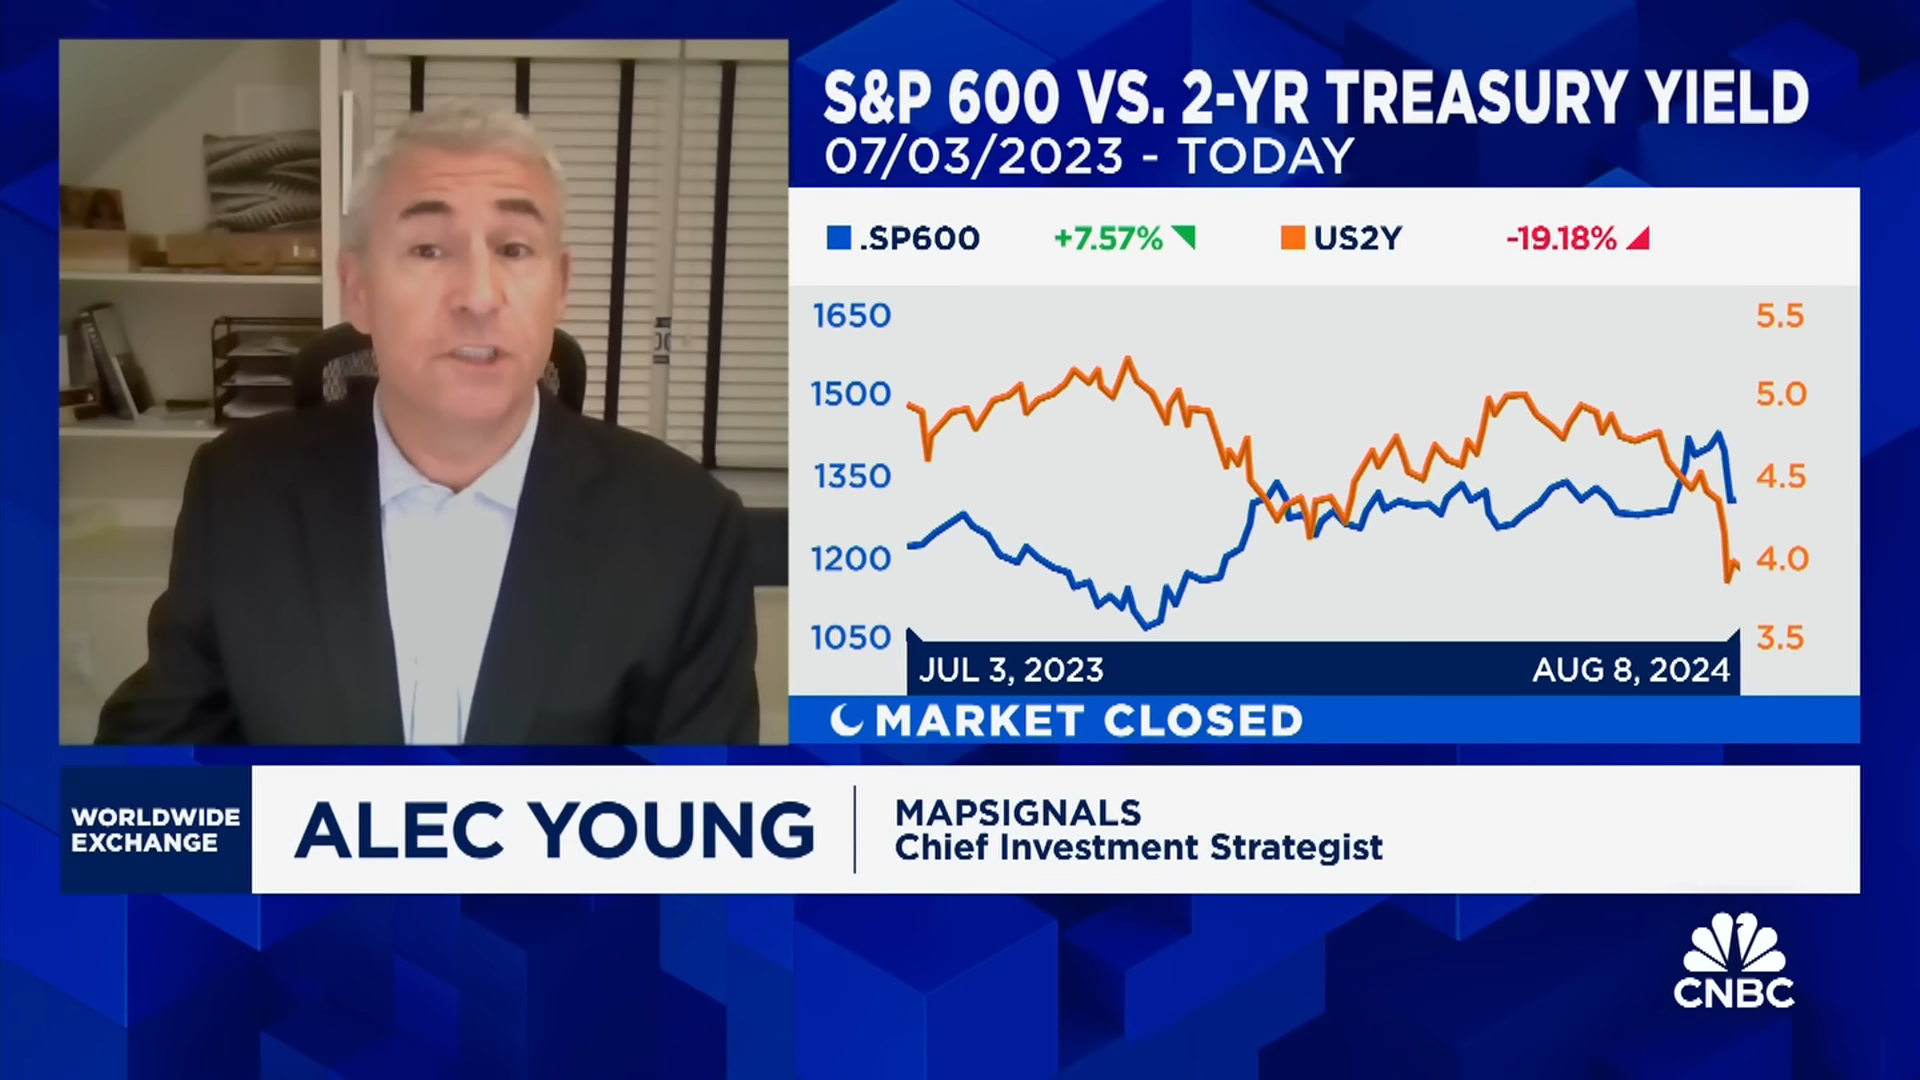 S&P 600 VS. 2-YR TREASURY YIELD
07/03/2023 - TODAY
.SP600 +7.57% US2Y -19.18%
1650 5.5
1500 5.0
1350 4.5
1200 4.0
1050 3.5
JUL 3, 2023 AUG 8, 2024
MARKET CLOSED
WORLDWIDE
EXCHANGE
ALEC YOUNG
MAPSIGNALS
Chief Investment Strategist
CNBC